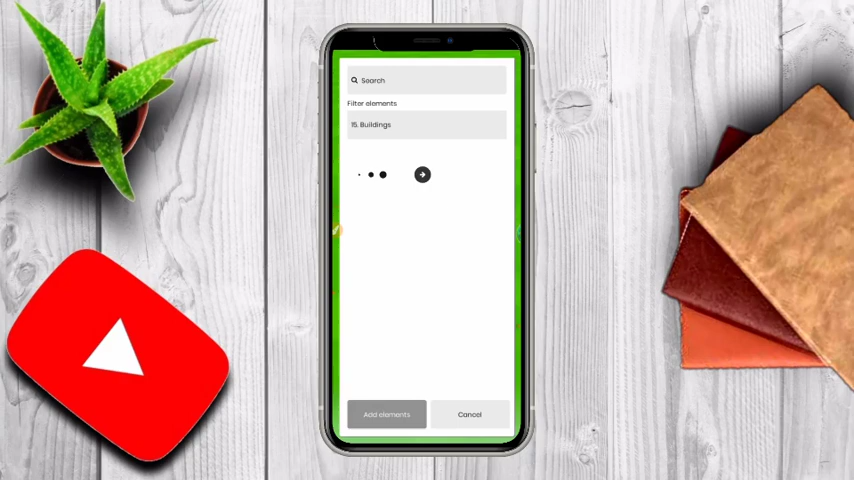 Search
Filter elements
15. Buildings
Add elements
Cancel